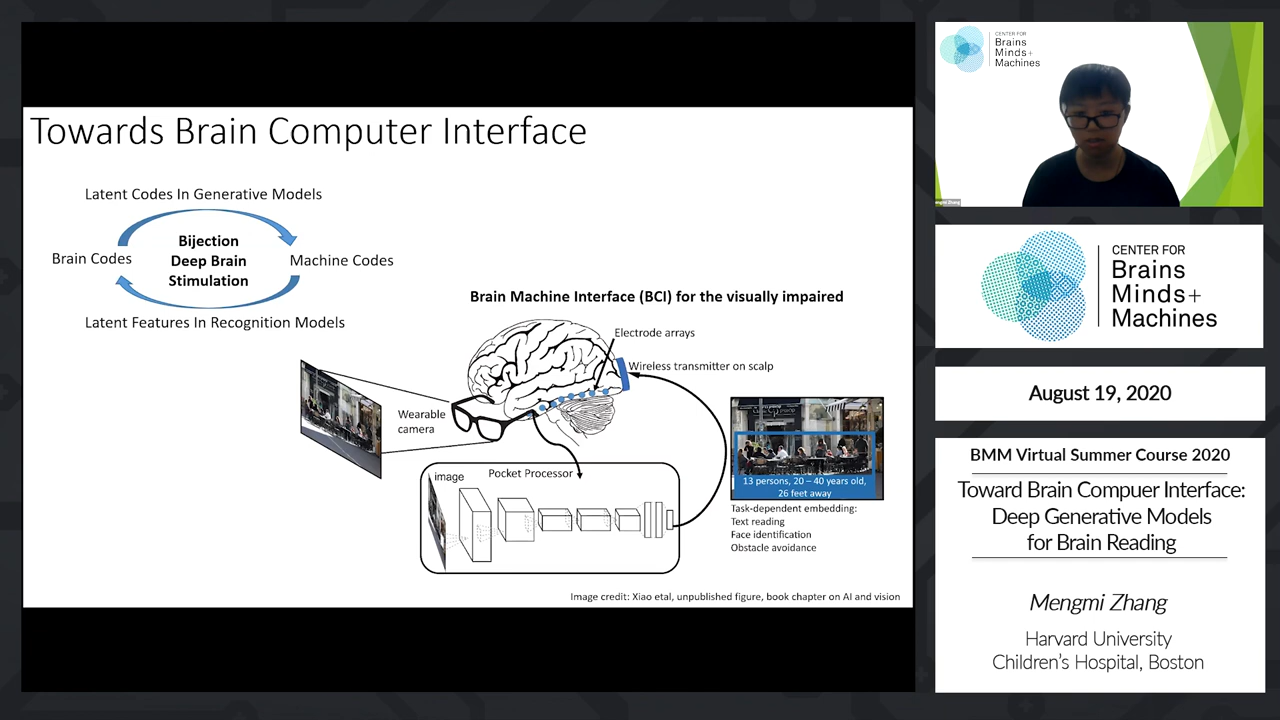 Towards Brain Computer Interface
Latent Codes In Generative Models
Bijection
Deep Brain
Stimulation
Brain Codes
Machine Codes
Latent Features In Recognition Models
Brain Machine Interface (BCI) for the visually impaired
Electrode arrays
Wireless transmitter on scalp
Wearable
camera
Pocket Processor
image
13 persons, 20 – 40 years old,
26 feet away
Task-dependent embedding:
Text reading
Face identification
Obstacle avoidance
Image credit: Xiao etal, unpublished figure, book chapter on AI and vision
CENTER FOR
Brains
Minds+
Machines
Mengmi Zhang
CENTER FOR
Brains
Minds+
Machines
August 19, 2020
BMM Virtual Summer Course 2020
Toward Brain Compuer Interface:
Deep Generative Models
for Brain Reading
Mengmi Zhang
Harvard University
Children's Hospital, Boston